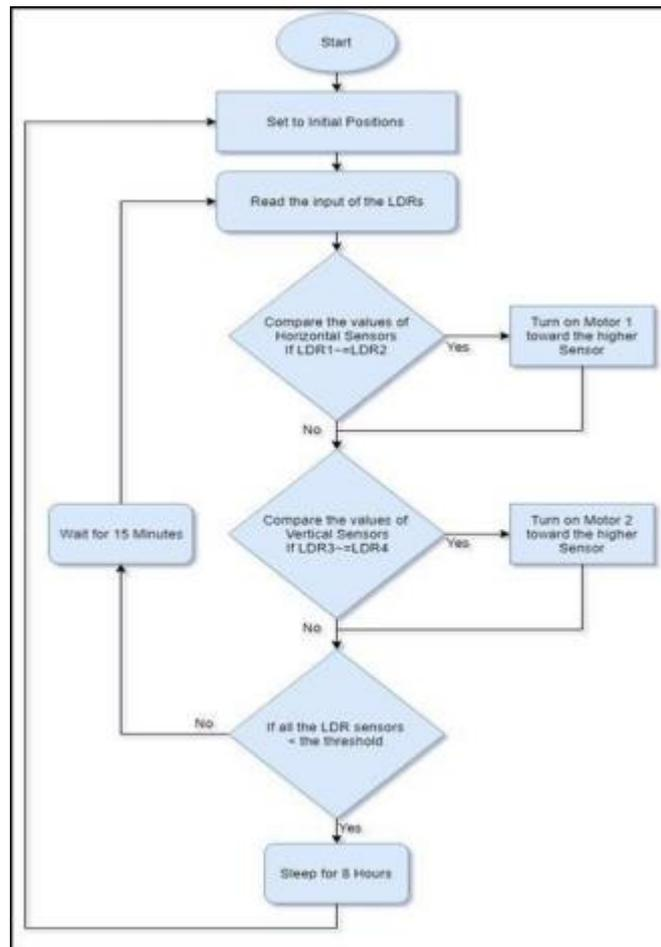 Start
Set to Initial Positions
Read the input of the LDRs
Compare the values of
Horizontal Sensors
If LDR1~=LDR2
Yes
Turn on Motor 1
toward the higher
Sensor
No
Compare the values of
Vertical Sensors
If LDR3~=LDR4
Yes
Turn on Motor 2
toward the higher
Sensor
Wait for 15 Minutes
No
If all the LDR sensors
< the threshold
No
Yes
Sleep for 8 Hours